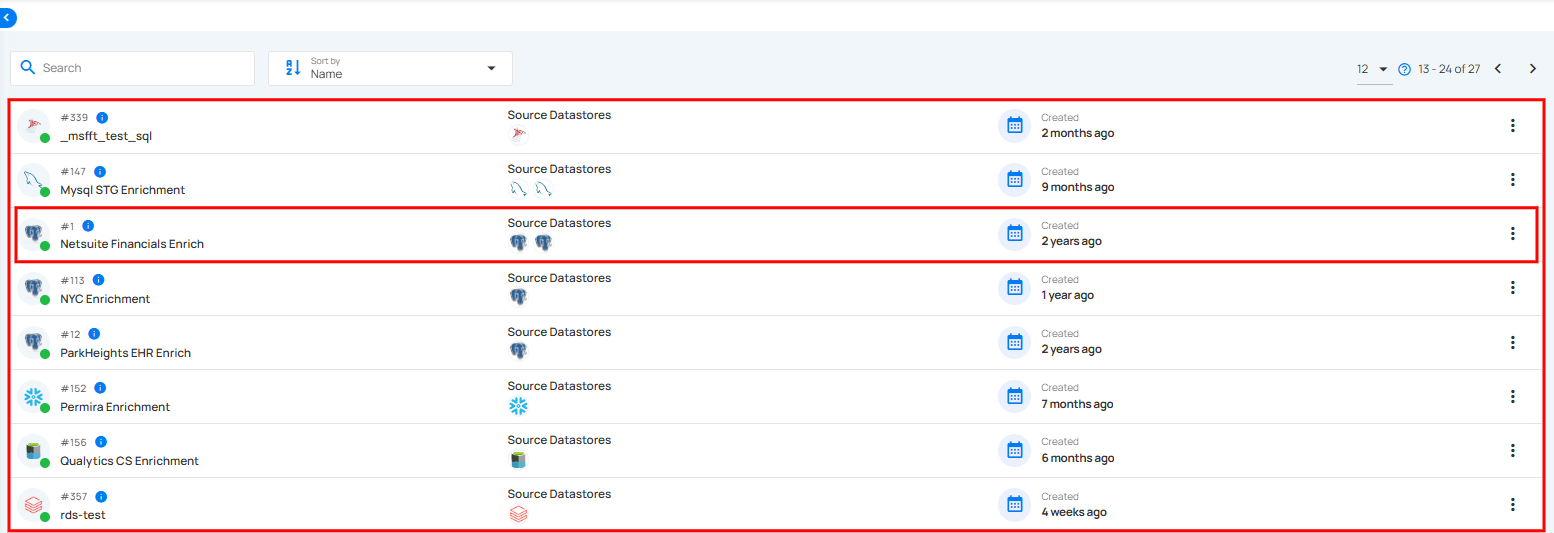 Search
Sort by
Name
12
13 - 24 of 27
#339
_msfft_test_sql
Source Datastores
Created
2 months ago
#147
Mysql STG Enrichment
Source Datastores
Created
9 months ago
#1
Netsuite Financials Enrich
Source Datastores
Created
2 years ago
#113
NYC Enrichment
Source Datastores
Created
1 year ago
#12
ParkHeights EHR Enrich
Source Datastores
Created
2 years ago
#152
Permira Enrichment
Source Datastores
Created
7 months ago
#156
Qualytics CS Enrichment
Source Datastores
Created
6 months ago
#357
rds-test
Source Datastores
Created
4 weeks ago